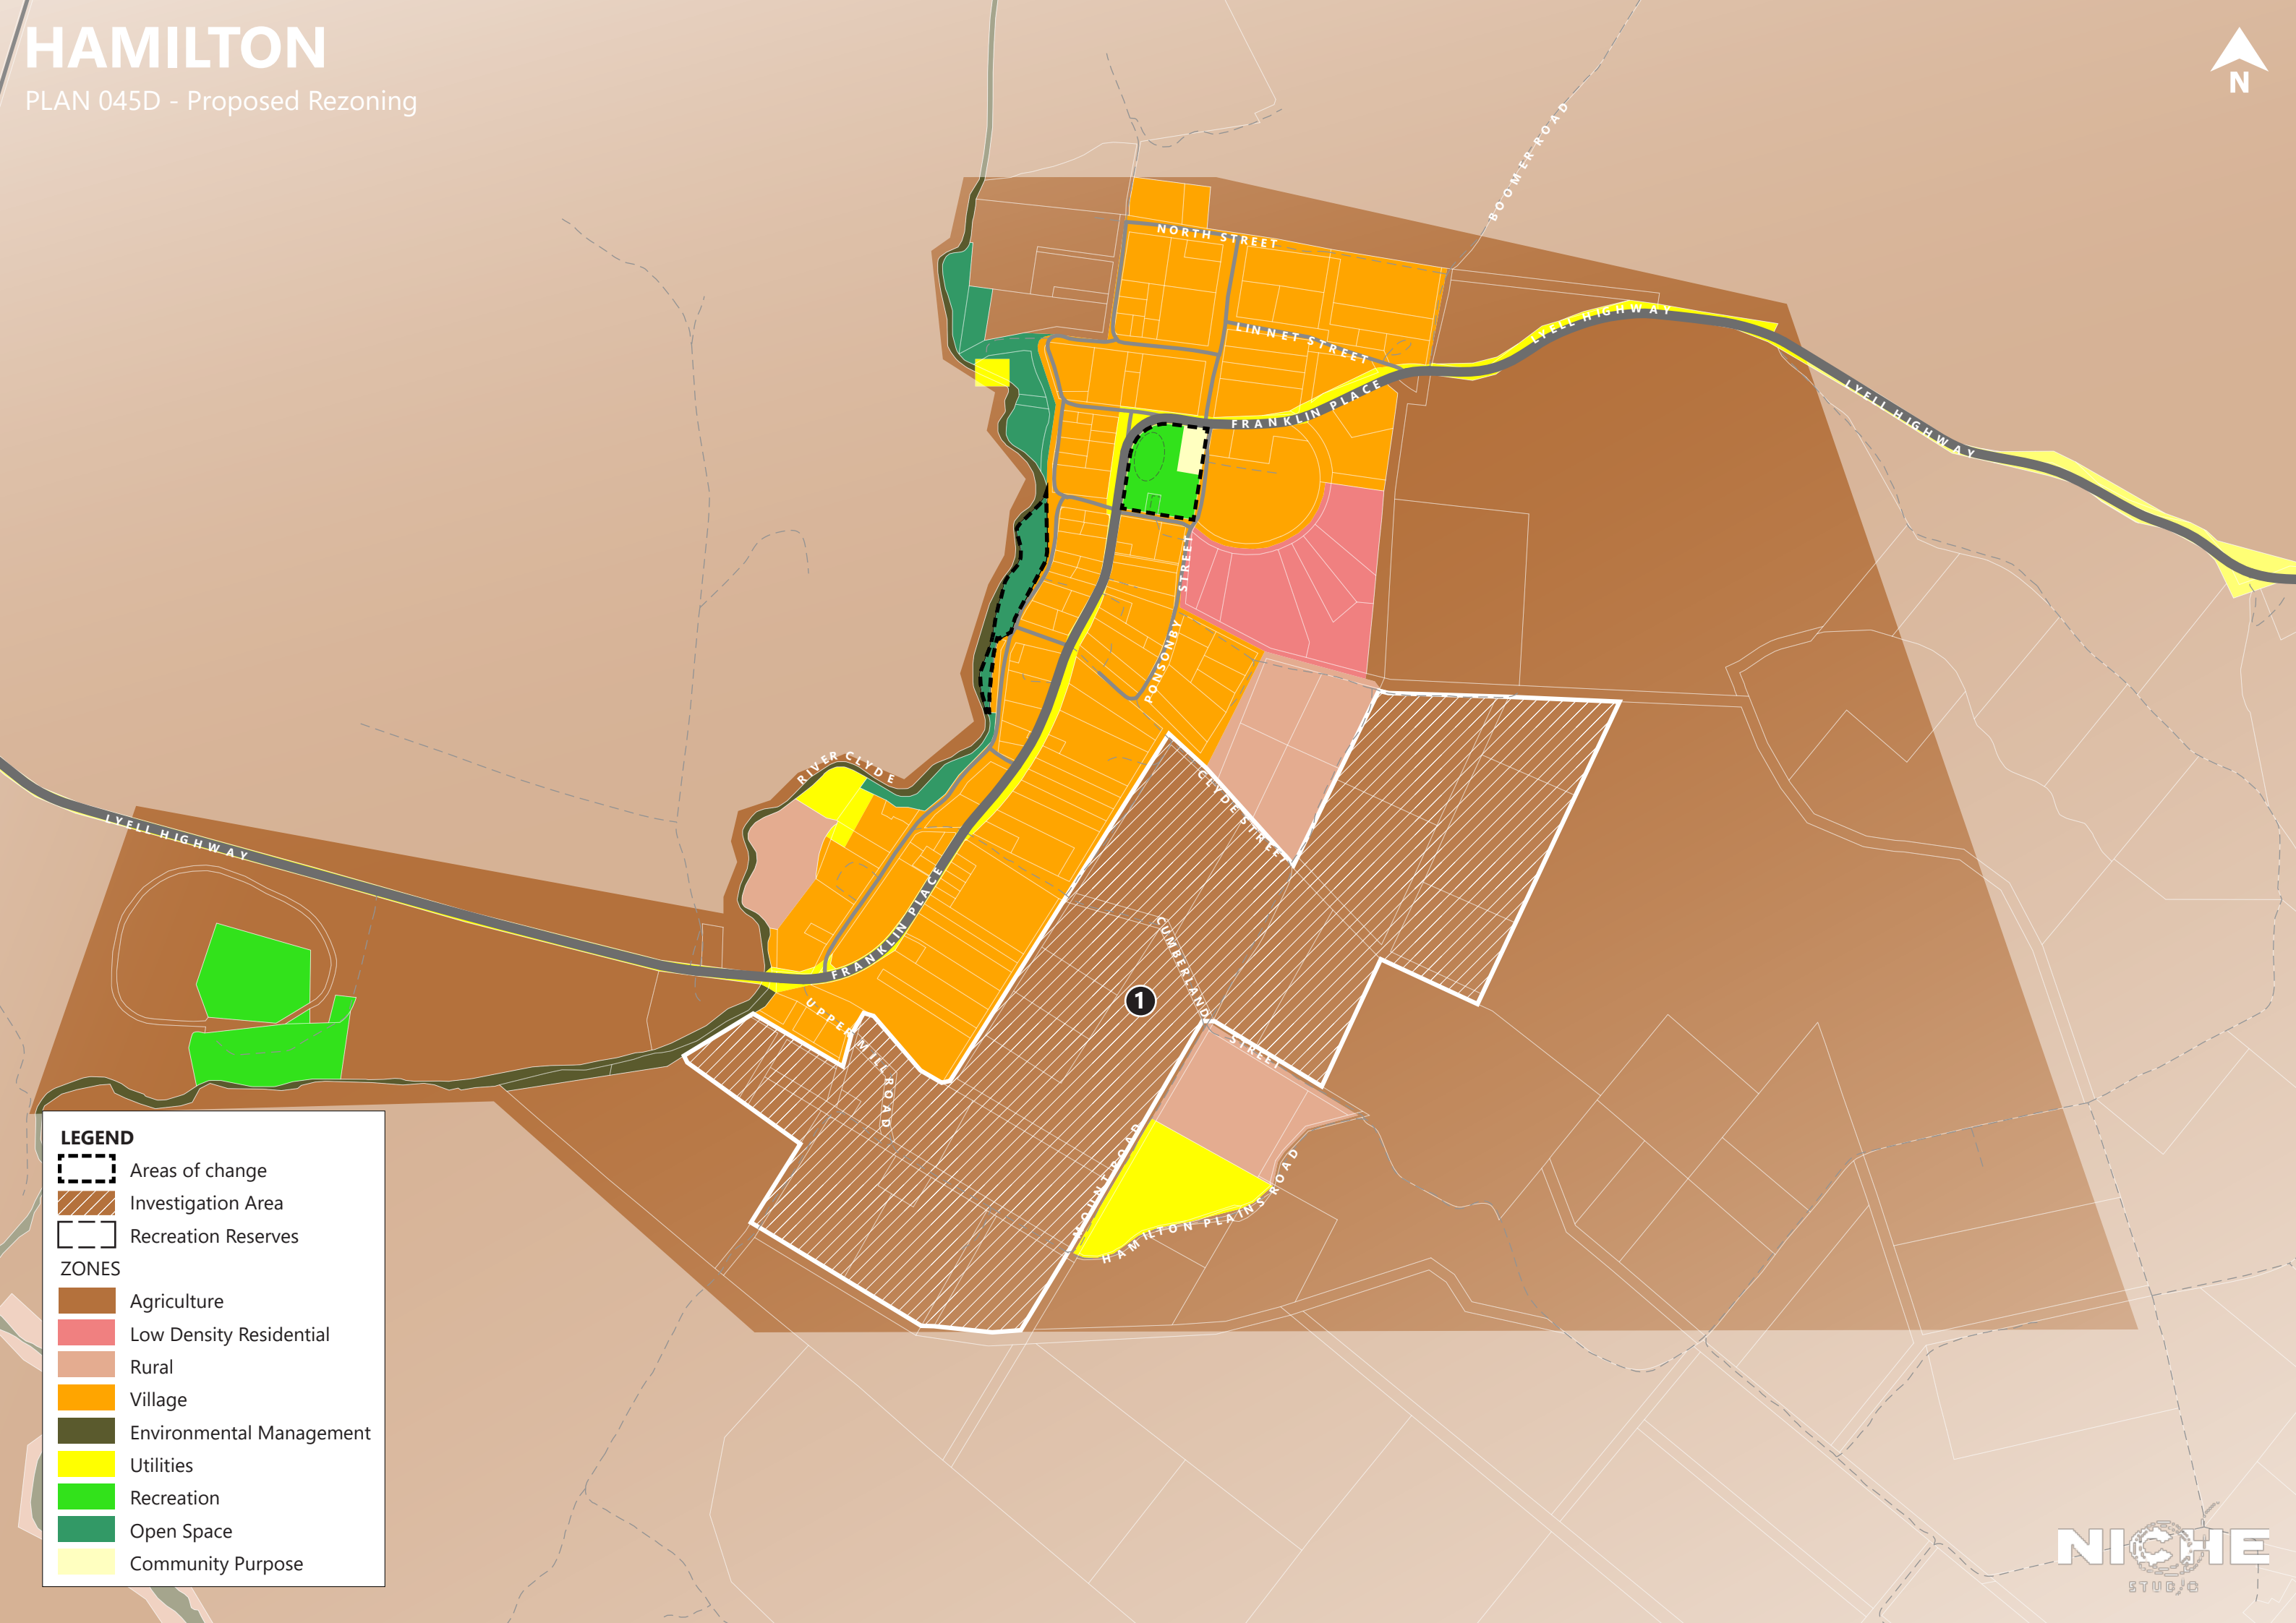 HAMILTON
PLAN 045D - Proposed Rezoning
N
BOOMER ROAD
NORTH STREET
LINNET STREET
LYELL HIGHWAY
FRANKLIN PLACE
LYELL HIGHWAY
PONSONBY STREET
RIVER CLYDE
CLYDE STREET
LYELL HIGHWAY
FRANKLIN PLACE
CUMBERLAND STREET
1
UPPER MILL ROAD
MOUNT ROAD
HAMILTON PLAINS ROAD
LEGEND
Areas of change
Investigation Area
Recreation Reserves
ZONES
Agriculture
Low Density Residential
Rural
Village
Environmental Management
Utilities
Recreation
Open Space
Community Purpose
NICHE
STUDIO